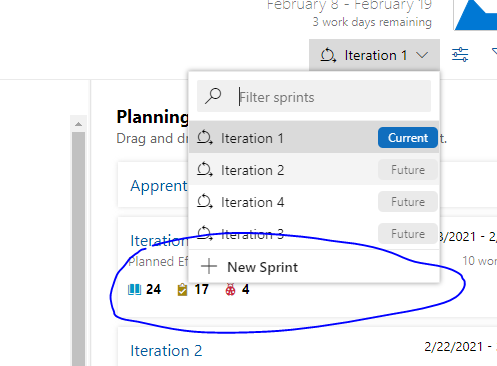 February 8 - February 19
3 work days remaining
Iteration 1
Filter sprints
Planning
Drag and dr
t.
Iteration 1 Current
Iteration 2 Future
Iteration 4 Future
Iteration 3 Future
New Sprint
Apprent
Iteration
3/2021 - 2/
Planned Ef
10 wor
24 17 4
Iteration 2
2/22/2021 - 2/